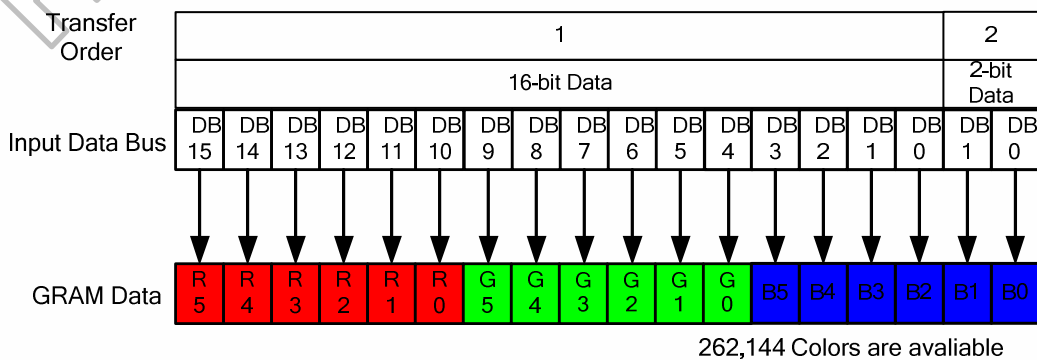 Transfer Order 1 2
16-bit Data 2-bit Data
Input Data Bus DB 15 DB 14 DB 13 DB 12 DB 11 DB 10 DB 9 DB 8 DB 7 DB 6 DB 5 DB 4 DB 3 DB 2 DB 1 DB 0 DB 1 DB 0
GRAM Data R 5 R 4 R 3 R 2 R 1 R 0 G 5 G 4 G 3 G 2 G 1 G 0 B5 B4 B3 B2 B1 B0
262,144 Colors are avaliable